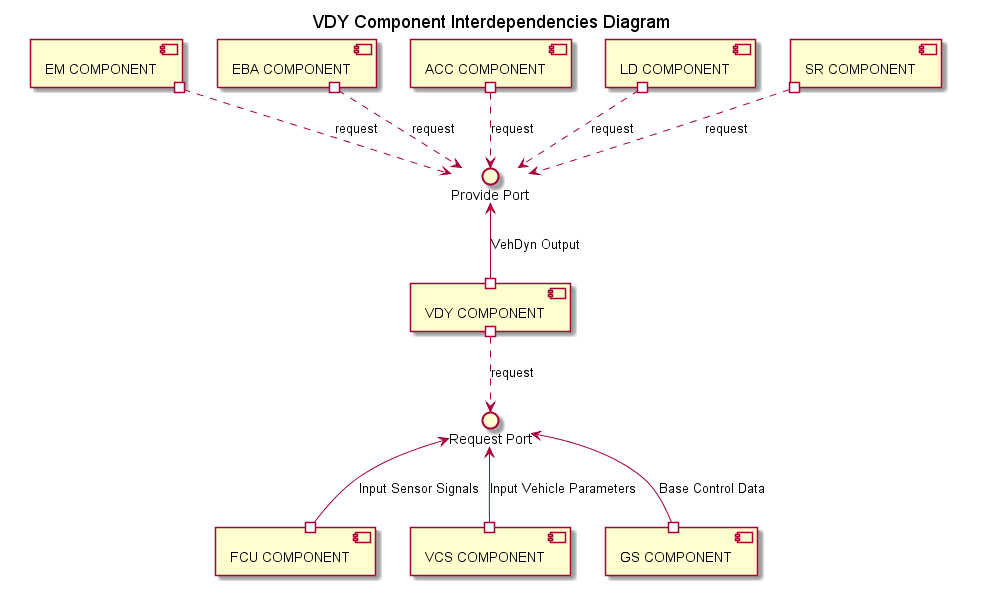 VDY Component Interdependencies Diagram
EM COMPONENT
EBA COMPONENT
ACC COMPONENT
LD COMPONENT
SR COMPONENT
request
request
request
request
request
Provide Port
VehDyn Output
VDY COMPONENT
request
Request Port
Input Sensor Signals
Input Vehicle Parameters
Base Control Data
FCU COMPONENT
VCS COMPONENT
GS COMPONENT